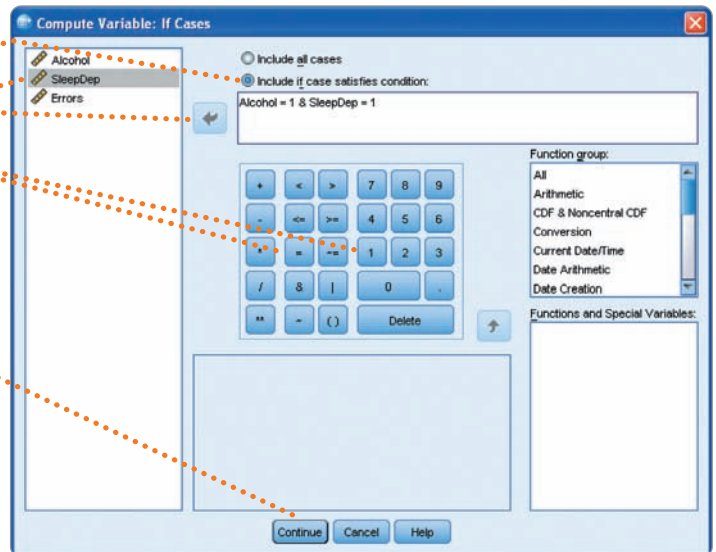 Compute Variable: If Cases
Alcohol
SleepDep
Errors
Include all cases
Include if case satisfies condition:
Alcohol = 1 & SleepDep = 1
+ < > 7 8 9
- <= >= 4 5 6
* = ~= 1 2 3
/ & | 0 .
** ~ ( ) Delete
Function group:
All
Arithmetic
CDF & Noncentral CDF
Conversion
Current Date/Time
Date Arithmetic
Date Creation
Functions and Special Variables:
Continue Cancel Help